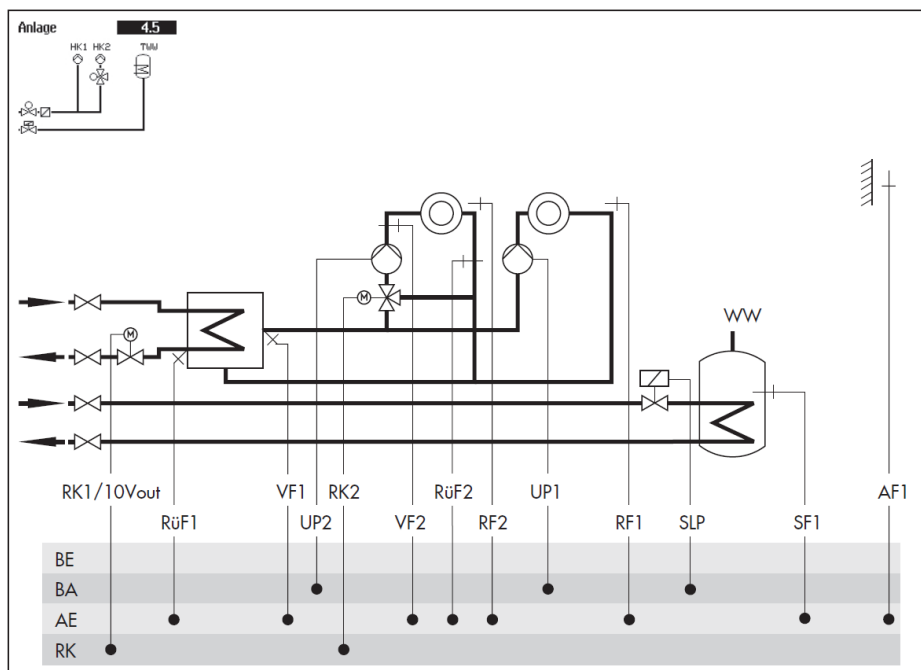 Anlage 4.5
HK1 HK2 TWW
M
M
WW
RK1/10Vout VF1 RK2 RüF2 UP1 AF1
RüF1 UP2 VF2 RF2 RF1 SLP SF1
BE
BA
AE
RK